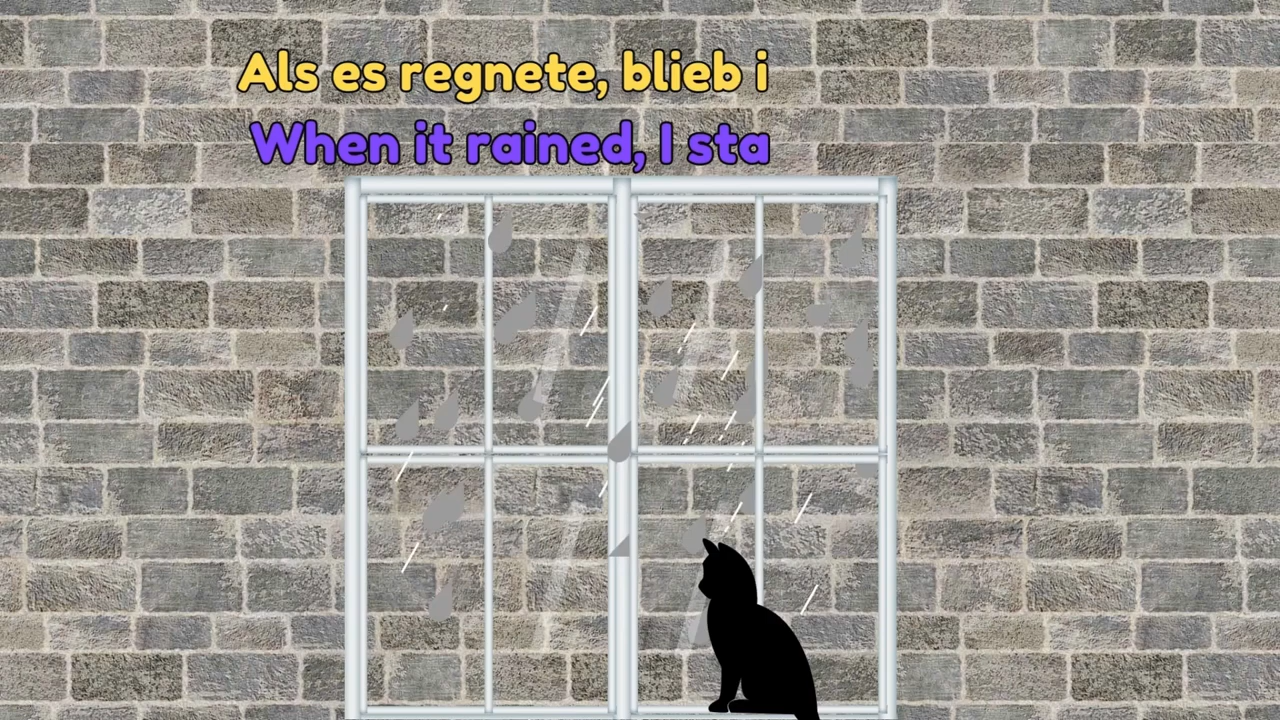 Als es regnete, blieb i
When it rained, I sta